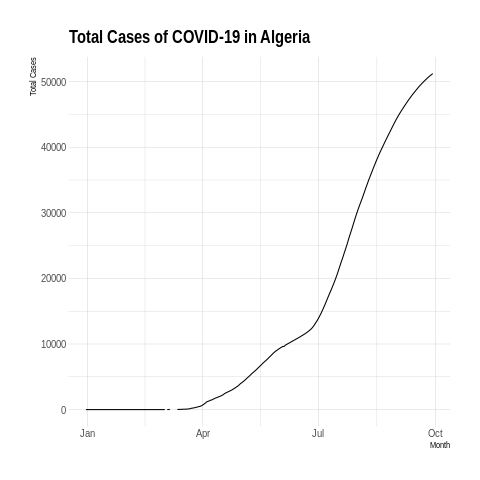 Total Cases of COVID-19 in Algeria
Total Cases
50000
40000
30000
20000
10000
0
Jan Apr Jul Oct
Month